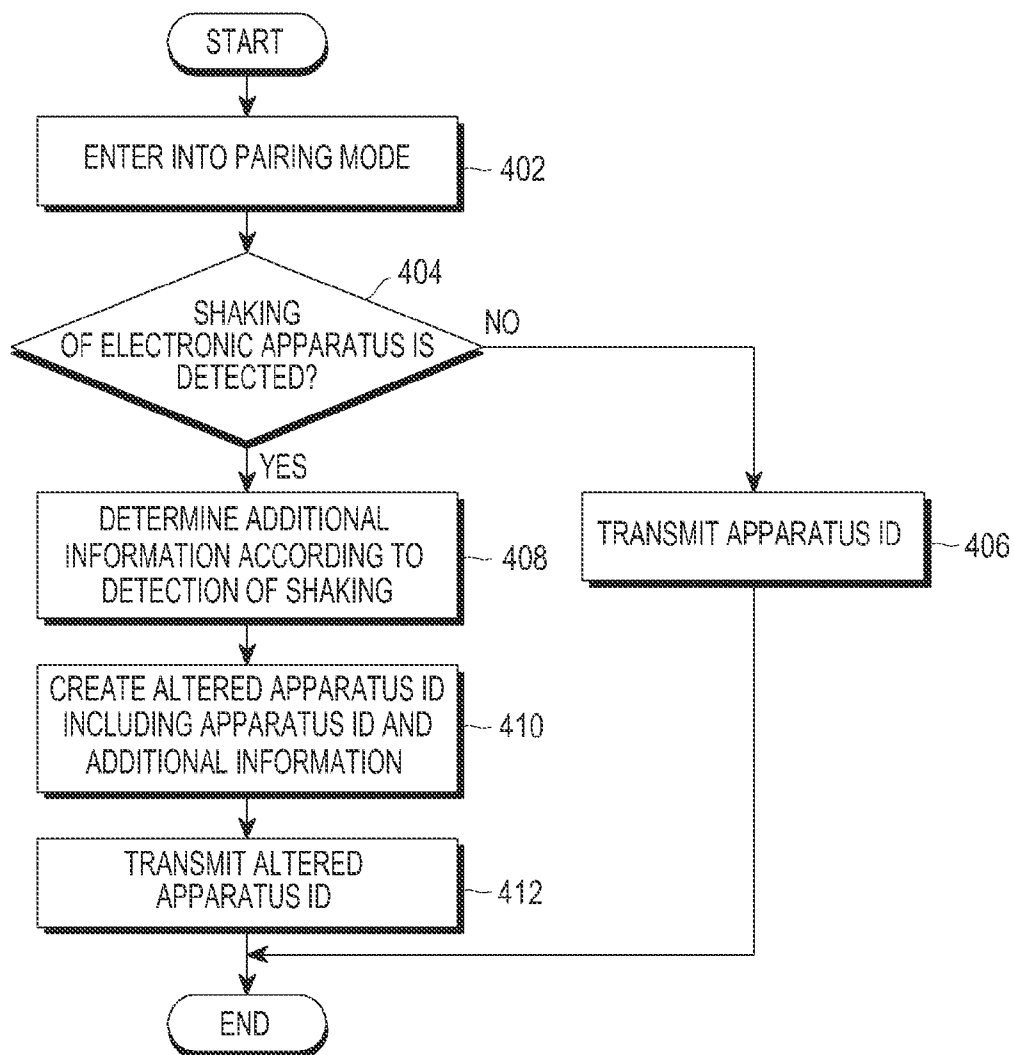 START
ENTER INTO PAIRING MODE
402
404
SHAKING
OF ELECTRONIC APPARATUS IS
DETECTED?
NO
YES
DETERMINE ADDITIONAL
INFORMATION ACCORDING TO
DETECTION OF SHAKING
408
TRANSMIT APPARATUS ID
406
CREATE ALTERED APPARATUS ID
INCLUDING APPARATUS ID AND
ADDITIONAL INFORMATION
410
TRANSMIT ALTERED
APPARATUS ID
412
END